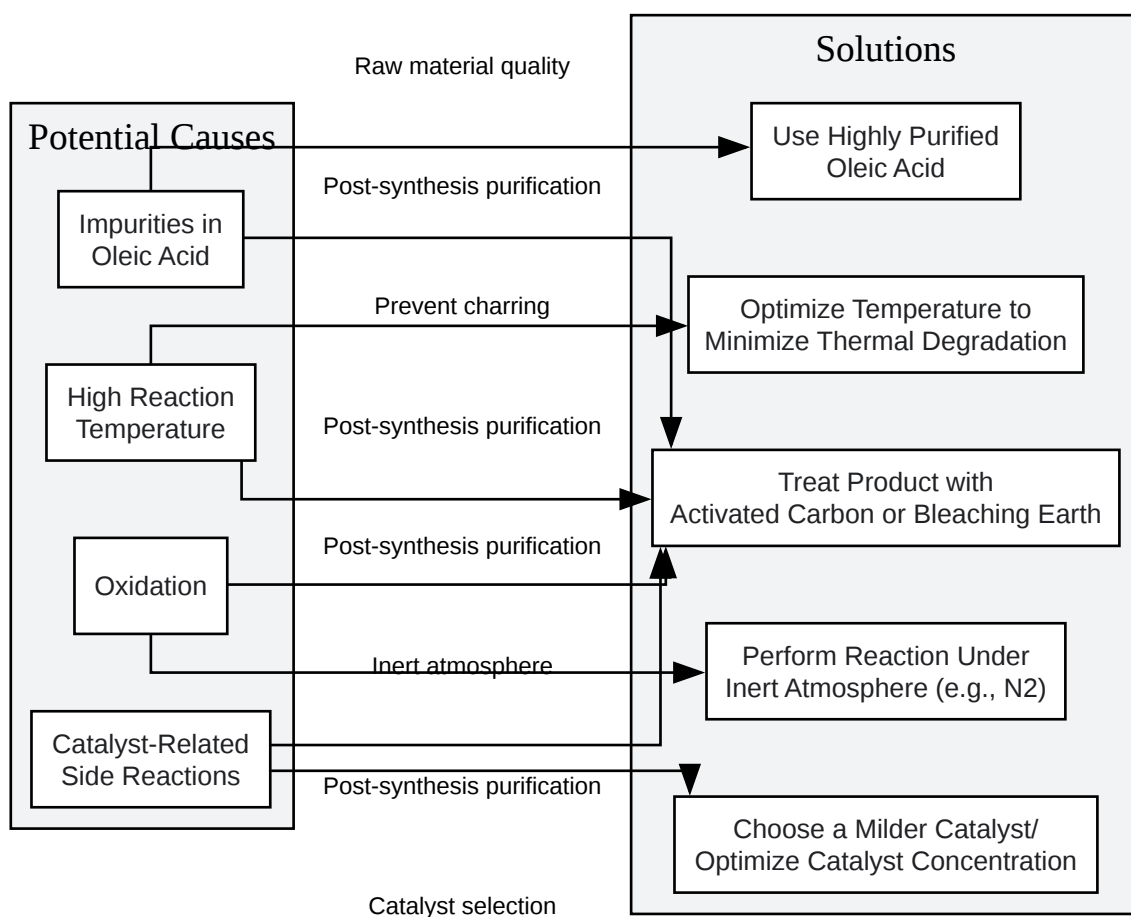 Solutions
Raw material quality
Potential Causes
Use Highly Purified
Oleic Acid
Post-synthesis purification
Impurities in
Oleic Acid
Prevent charring
Optimize Temperature to
Minimize Thermal Degradation
High Reaction
Temperature
Post-synthesis purification
Treat Product with
Activated Carbon or Bleaching Earth
Post-synthesis purification
Oxidation
Inert atmosphere
Perform Reaction Under
Inert Atmosphere (e.g., N2)
Catalyst-Related
Side Reactions
Post-synthesis purification
Choose a Milder Catalyst/
Optimize Catalyst Concentration
Catalyst selection